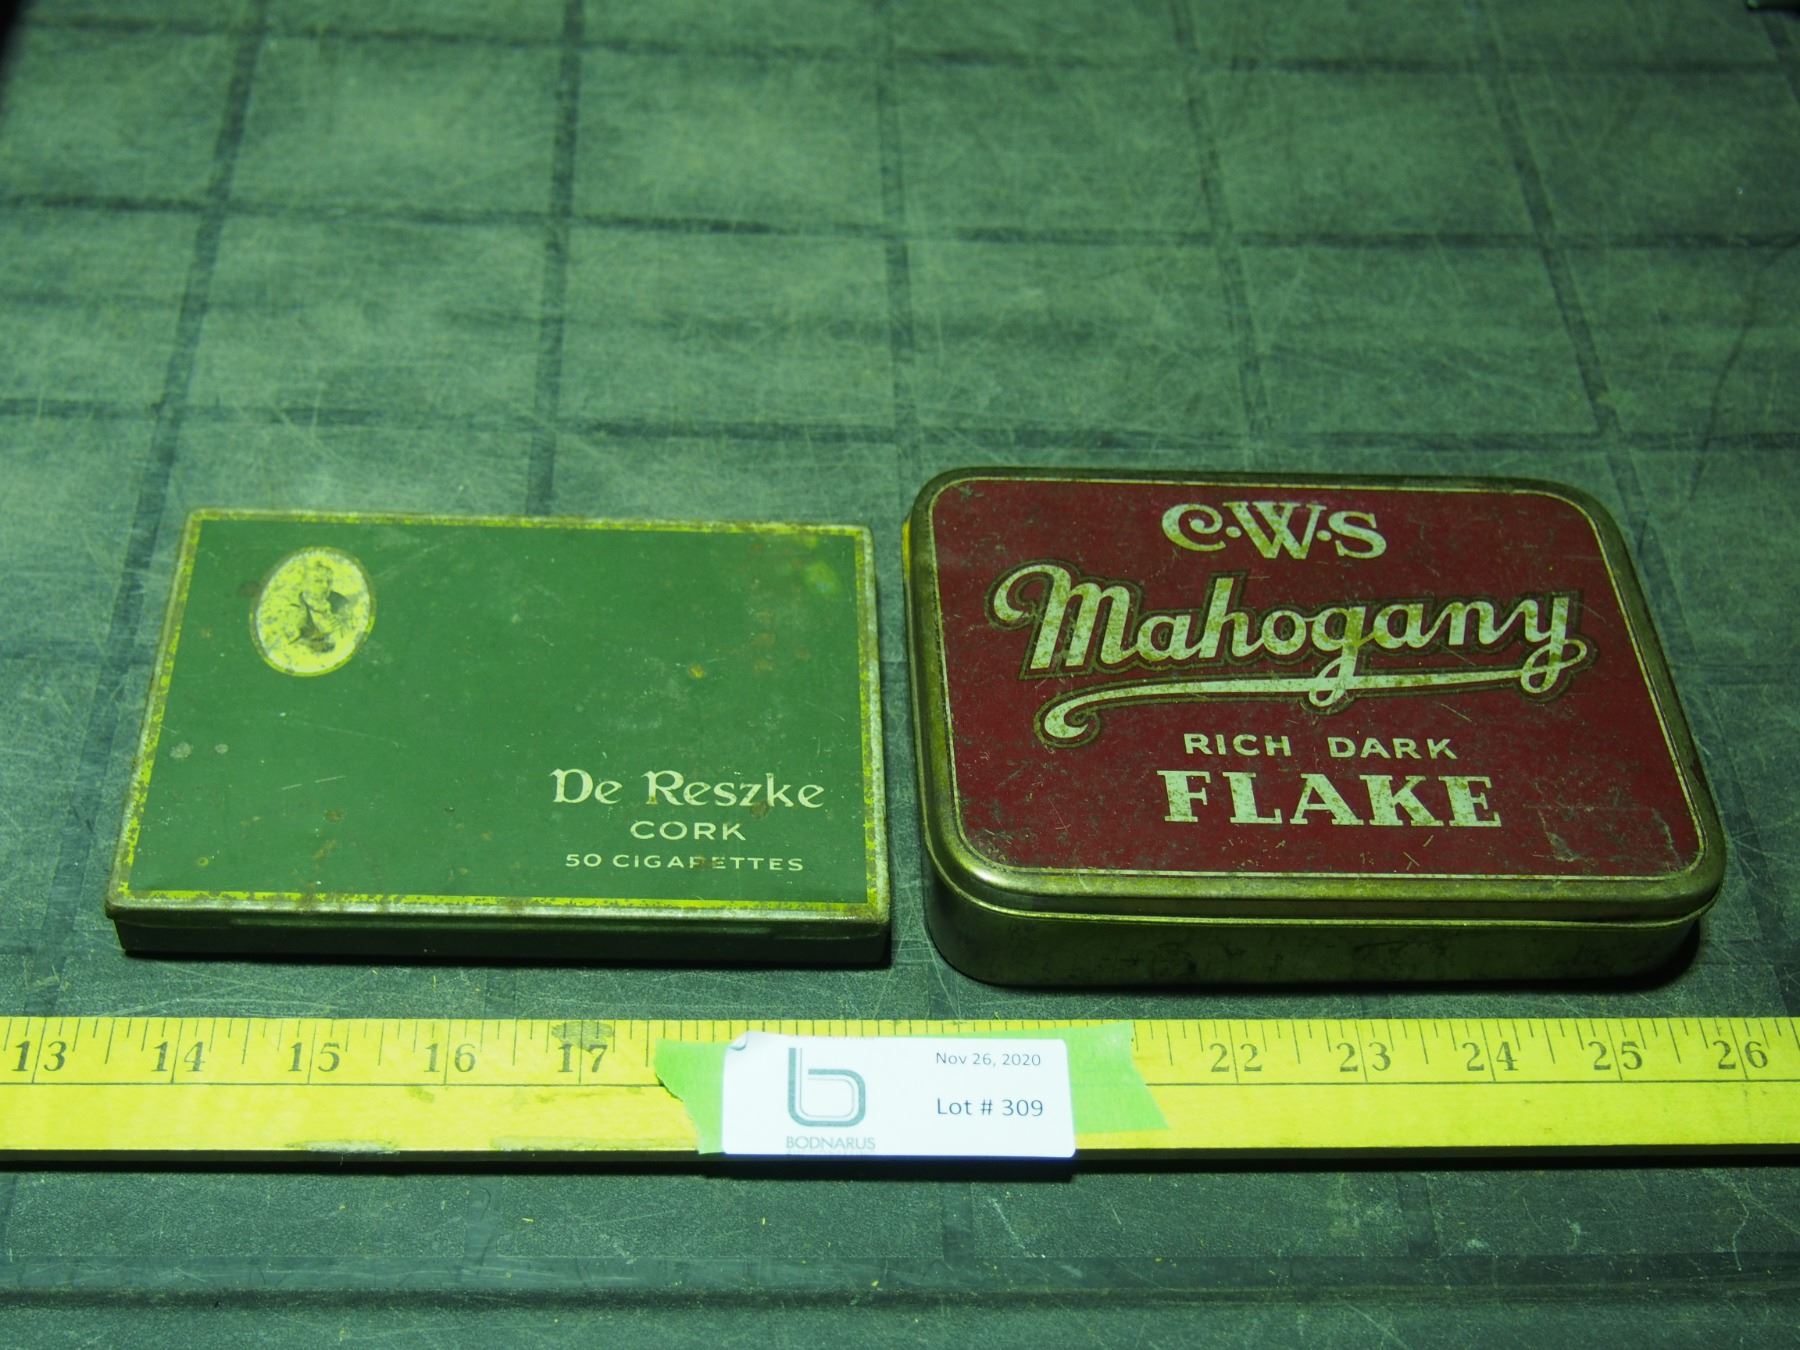 De Reszke
CORK
50 CIGARETTES
C·W·S
Mahogany
RICH DARK
FLAKE
13 14 15 16 17 22 23 24 25 26
Nov 26, 2020
Lot # 309
BODNARUS